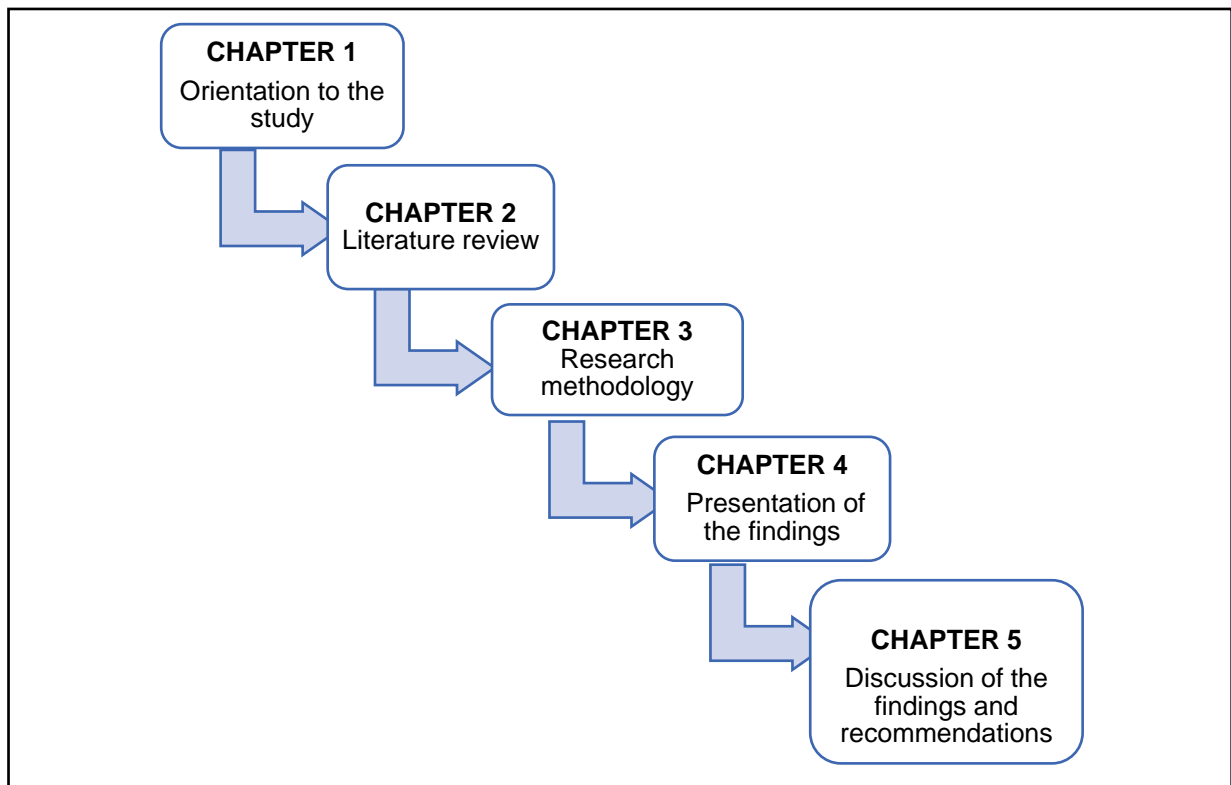 CHAPTER 1
Orientation to the
study
CHAPTER 2
Literature review
CHAPTER 3
Research
methodology
CHAPTER 4
Presentation of
the findings
CHAPTER 5
Discussion of the
findings and
recommendations